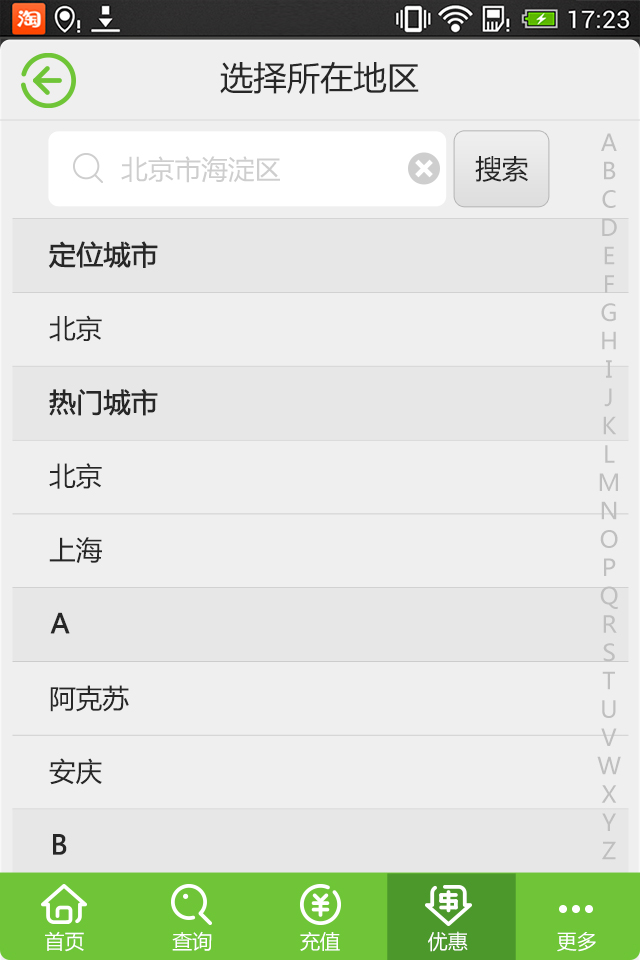 淘 17:23
选择所在地区
北京市海淀区 搜索
定位城市
北京
热门城市
北京
上海
A
阿克苏
安庆
B
A
B
C
D
E
F
G
H
I
J
K
L
M
N
O
P
Q
R
S
T
U
V
W
X
Y
Z
首页 查询 充值 优惠 更多